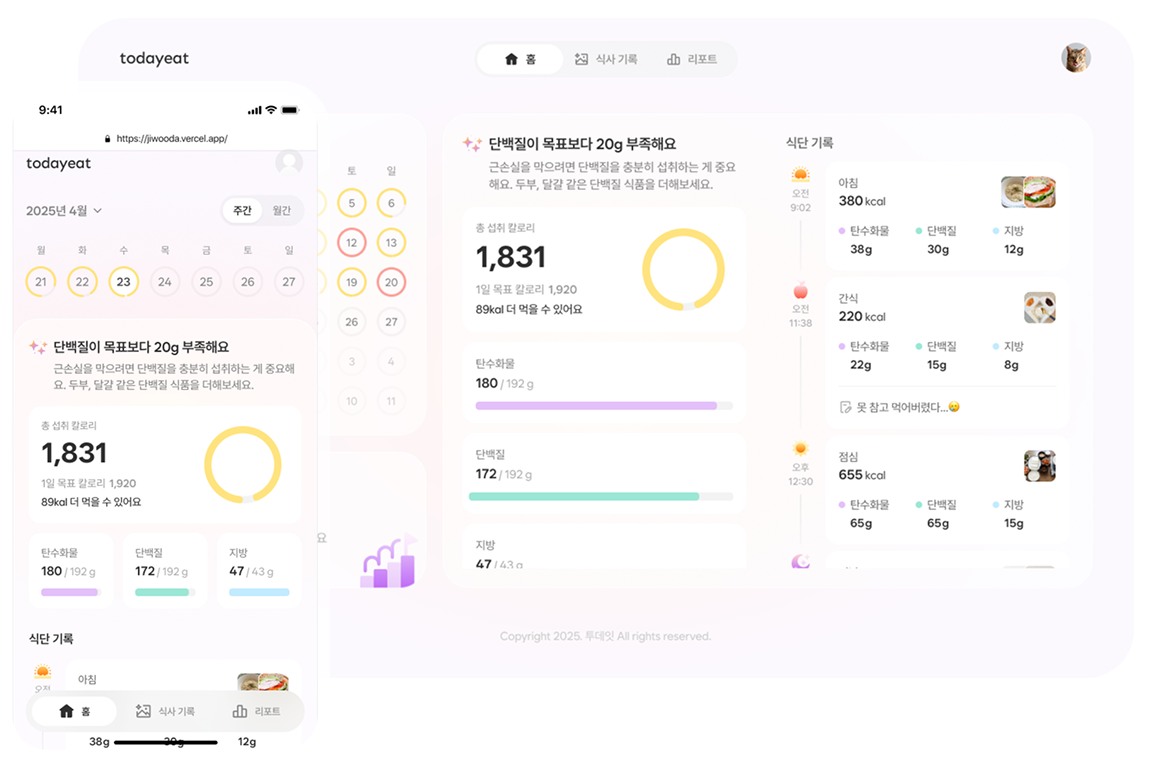 todayeat
홈
식사 기록
리포트
9:41
https://jiwooda.vercel.app/
todayeat
2025년 4월
주간
월간
월 화 수 목 금 토 일
21 22 23 24 25 26 27
단백질이 목표보다 20g 부족해요
근손실을 막으려면 단백질을 충분히 섭취하는 게 중요해
요. 두부, 달걀 같은 단백질 식품을 더해보세요.
총 섭취 칼로리
1,831
1일 목표 칼로리 1,920
89kal 더 먹을 수 있어요
탄수화물
180 / 192 g
단백질
172 / 192 g
지방
47 / 43 g
식단 기록
오전
아침
홈
식사 기록
리포트
38g
30g
12g
토 일
5 6
12 13
19 20
26 27
3 4
10 11
요
단백질이 목표보다 20g 부족해요
근손실을 막으려면 단백질을 충분히 섭취하는 게 중요
해요. 두부, 달걀 같은 단백질 식품을 더해보세요.
총 섭취 칼로리
1,831
1일 목표 칼로리 1,920
89kal 더 먹을 수 있어요
탄수화물
180 / 192 g
단백질
172 / 192 g
지방
47 / 43 g
식단 기록
오전
9:02
아침
380 kcal
탄수화물 단백질 지방
38g 30g 12g
오전
11:38
간식
220 kcal
탄수화물 단백질 지방
22g 15g 8g
못 참고 먹어버렸다...😢
오후
12:30
점심
655 kcal
탄수화물 단백질 지방
65g 65g 15g
Copyright 2025. 투데잇 All rights reserved.